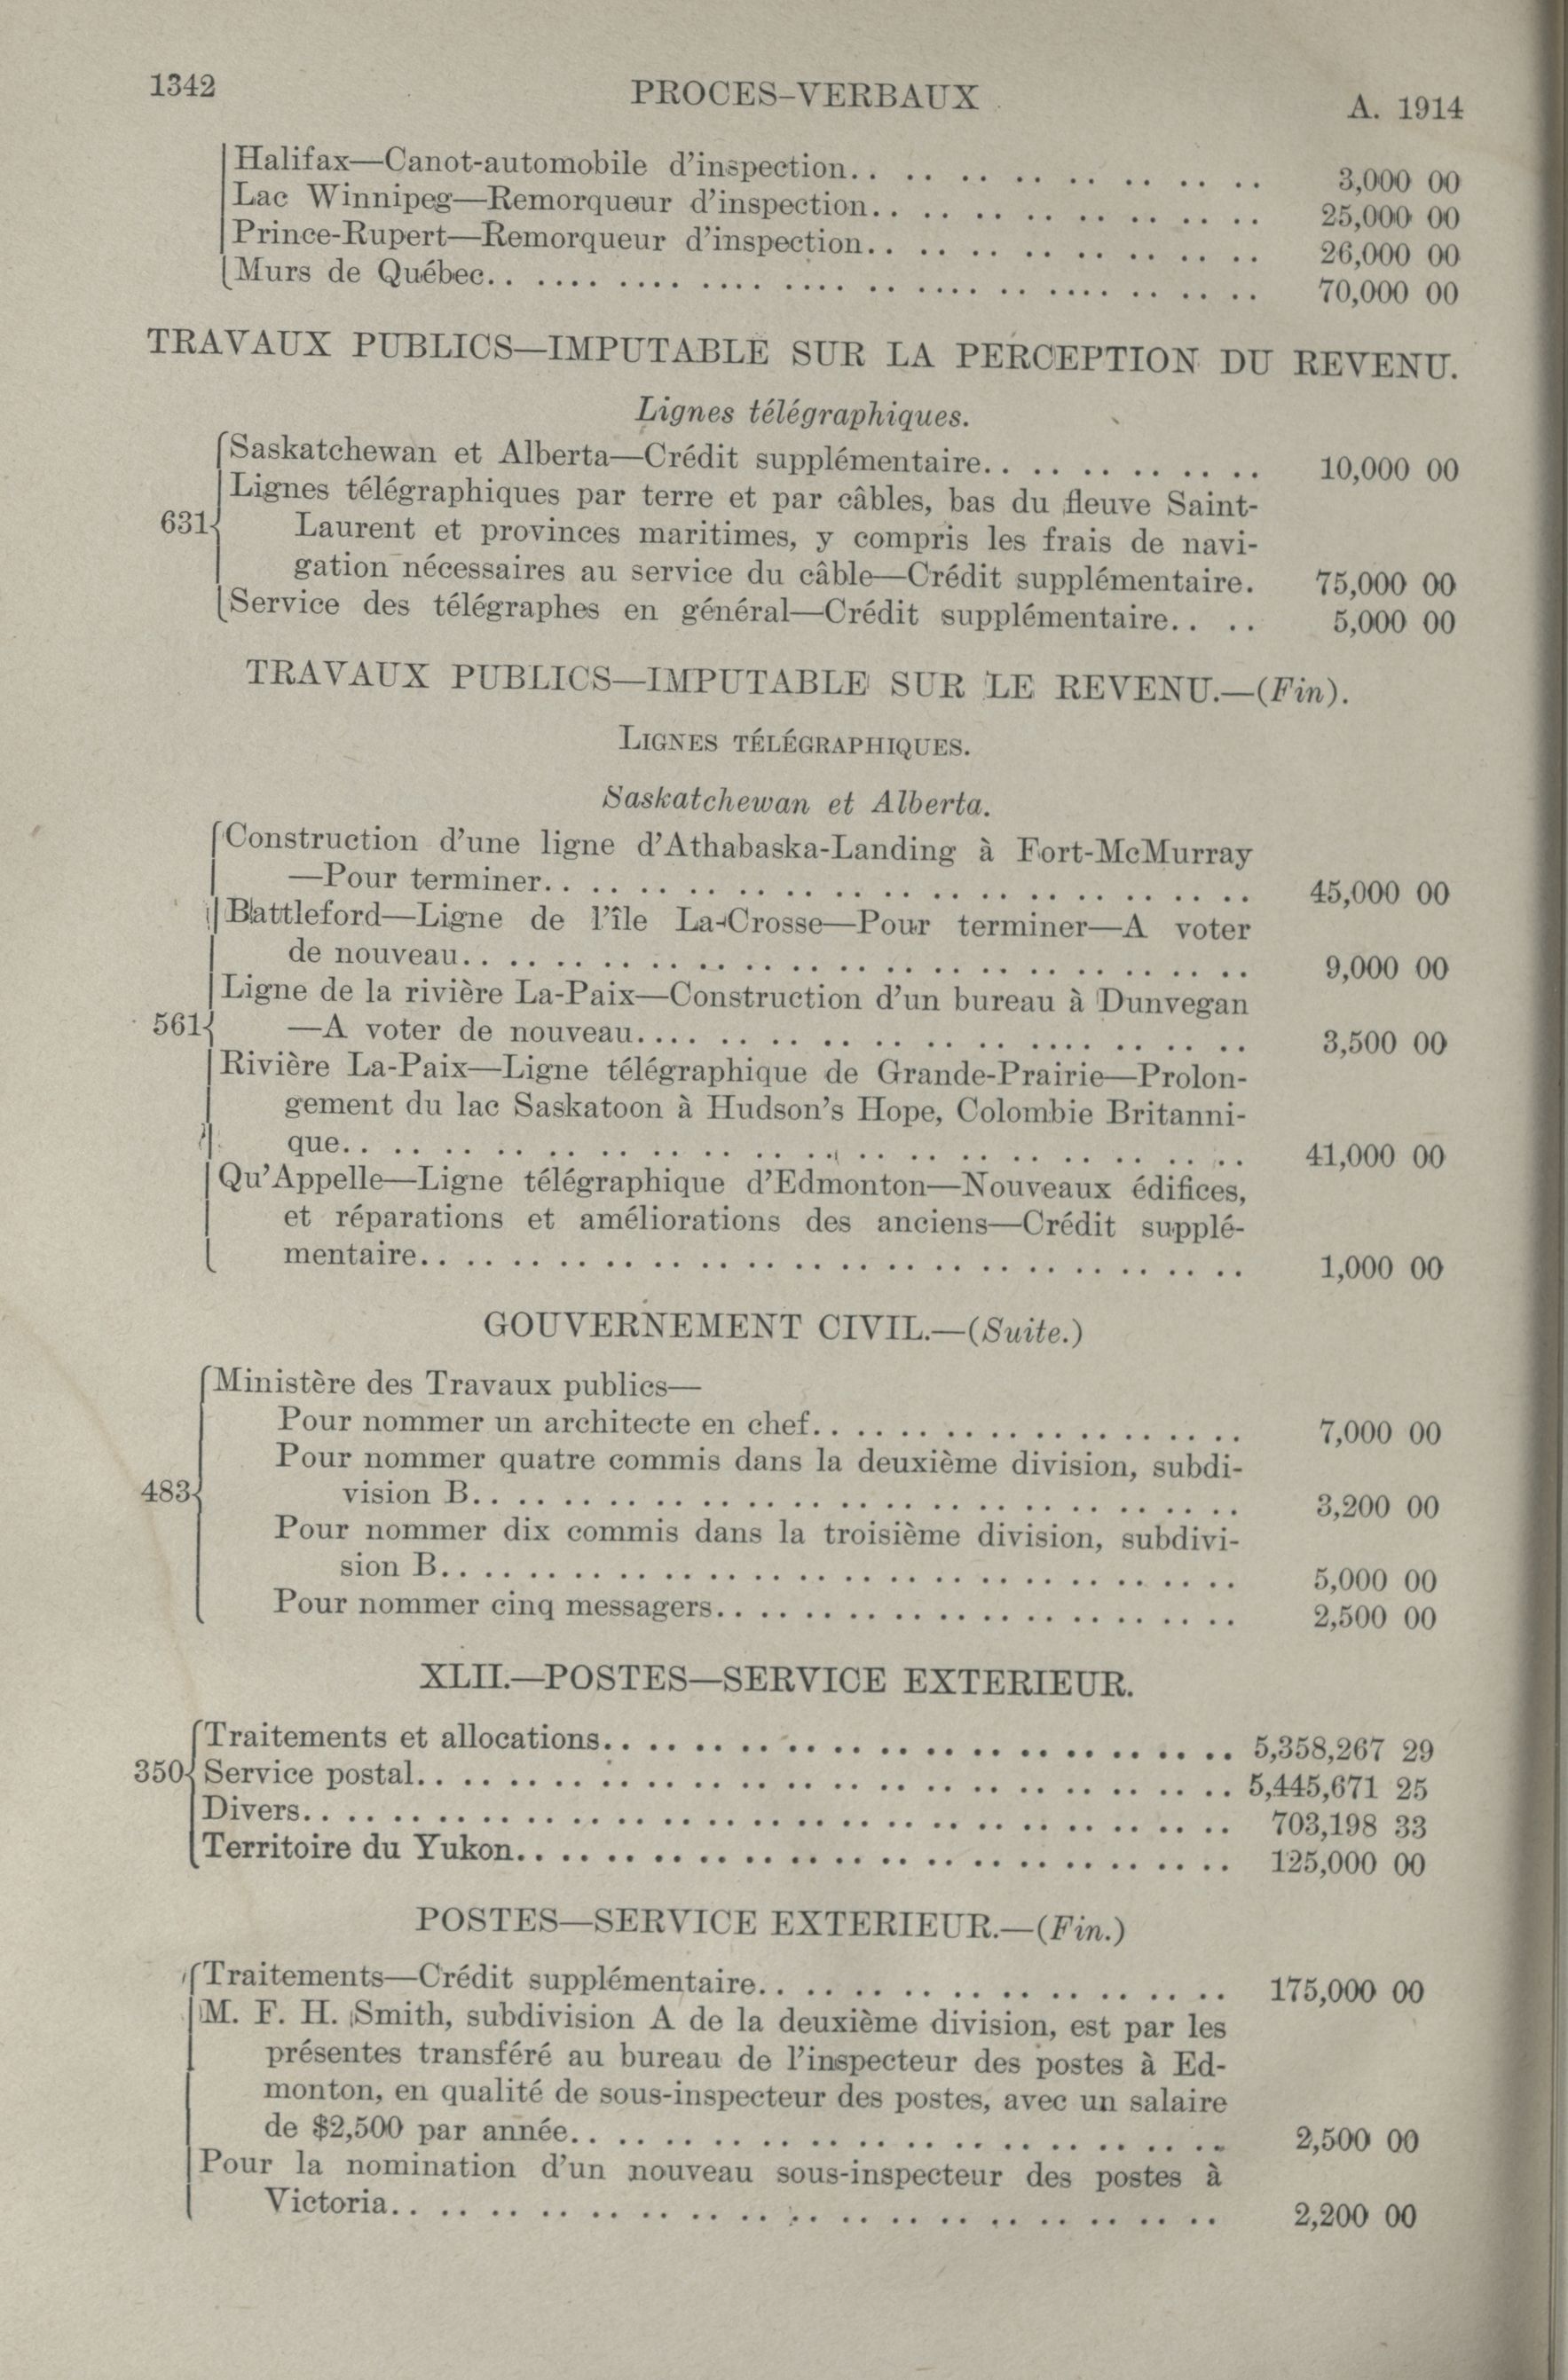 1342 PROCES-VERBAUX A. 1914
Halifax—Canot-automobile d'inspection.. .. .. .. .. .. .. .. .. 3,000 00
Lac Winnipeg—Remorqueur d'inspection.. .. .. .. .. .. .. .. .. 25,000 00
Prince-Rupert—Remorqueur d'inspection.. .. .. .. .. .. .. .. .. 26,000 00
Murs de Québec.. .... .... .... .... .. .... .. .... .. .. .. 70,000 00
TRAVAUX PUBLICS—IMPUTABLE SUR LA PERCEPTION DU REVENU.
Lignes télégraphiques.
Saskatchewan et Alberta—Crédit supplémentaire.. .. .. .. .. .. 10,000 00
Lignes télégraphiques par terre et par câbles, bas du fleuve Saint-
631 Laurent et provinces maritimes, y compris les frais de navi-
gation nécessaires au service du câble—Crédit supplémentaire. 75,000 00
Service des télégraphes en général—Crédit supplémentaire.. .. 5,000 00
TRAVAUX PUBLICS—IMPUTABLE SUR LE REVENU.—(Fin).
LIGNES TÉLÉGRAPHIQUES.
Saskatchewan et Alberta.
Construction d'une ligne d'Athabaska-Landing à Fort-McMurray
—Pour terminer.. .. .. .. .. .. .. .. .. .. .. .. .. .. .. 45,000 00
Battleford—Ligne de l'île La-Crosse—Pour terminer—A voter
de nouveau.. .. .. .. .. .. .. .. .. .. .. .. .. .. .. .. .. 9,000 00
Ligne de la rivière La-Paix—Construction d'un bureau à Dunvegan
561 —A voter de nouveau.... .. .. .. .. .. .. .. .... .. .. .. 3,500 00
Rivière La-Paix—Ligne télégraphique de Grande-Prairie—Prolon-
gement du lac Saskatoon à Hudson's Hope, Colombie Britanni-
que.. .. .. .. .. .. .. .. .. .. .. .. .. .. .. .. .. .. 41,000 00
Qu'Appelle—Ligne télégraphique d'Edmonton—Nouveaux édifices,
et réparations et améliorations des anciens—Crédit supplé-
mentaire.. .. .. .. .. .. .. .. .. .. .. .. .. .. .. .. .. .. 1,000 00
GOUVERNEMENT CIVIL.—(Suite.)
Ministère des Travaux publics—
Pour nommer un architecte en chef.. .. .. .. .. .. .. .. .. .. 7,000 00
Pour nommer quatre commis dans la deuxième division, subdi-
483 vision B.. .. .. .. .. .. .. .. .. .. .. .. .. .. .. .. .. 3,200 00
Pour nommer dix commis dans la troisième division, subdivi-
sion B.. .. .. .. .. .. .. .. .. .. .. .. .. .. .. .. .. .. 5,000 00
Pour nommer cinq messagers.. .. .. .. .. .. .. .. .. .. .. .. 2,500 00
XLII.—POSTES—SERVICE EXTERIEUR.
Traitements et allocations.. .. .. .. .. .. .. .. .. .. .. .. .. .. 5,358,267 29
350 Service postal.. .. .. .. .. .. .. .. .. .. .. .. .. .. .. .. .. .. 5,445,671 25
Divers.. .. .. .. .. .. .. .. .. .. .. .. .. .. .. .. .. .. .. .. .. 703,198 33
Territoire du Yukon.. .. .. .. .. .. .. .. .. .. .. .. .. .. .. .. 125,000 00
POSTES—SERVICE EXTERIEUR.—(Fin.)
Traitements—Crédit supplémentaire.. .. .. .. .. .. .. .. .. .. 175,000 00
M. F. H. Smith, subdivision A de la deuxième division, est par les
présentes transféré au bureau de l'inspecteur des postes à Ed-
monton, en qualité de sous-inspecteur des postes, avec un salaire
de $2,500 par année.. .. .. .. .. .. .. .. .. .. .. .. .. .. 2,500 00
Pour la nomination d'un nouveau sous-inspecteur des postes à
Victoria.. .. .. .. .. .. .. .. .. .. .. .. .. .. .. .. .. 2,200 00